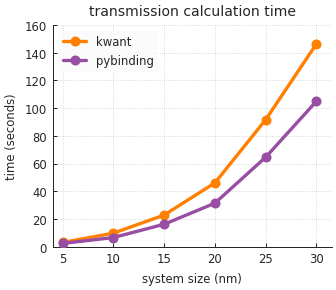 transmission calculation time
160
140
120
100
80
60
40
20
0
time (seconds)
kwant
pybinding
5 10 15 20 25 30
system size (nm)